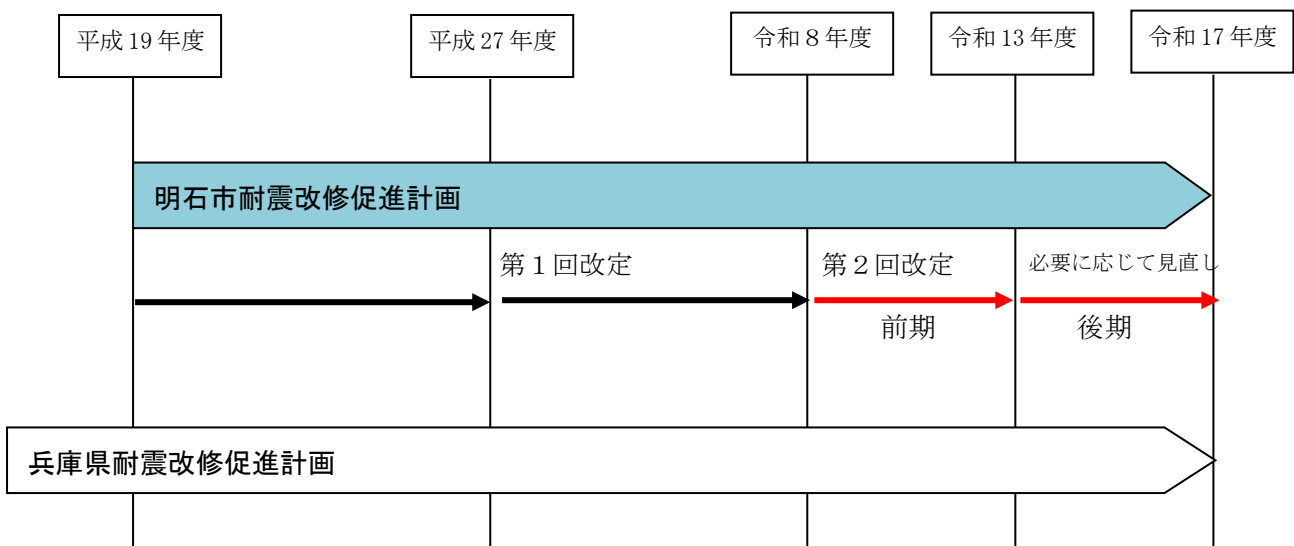 平成19年度
平成27年度
令和８年度
令和13年度
令和17年度
明石市耐震改修促進計画
第１回改定
第２回改定
必要に応じて見直し
前期
後期
兵庫県耐震改修促進計画